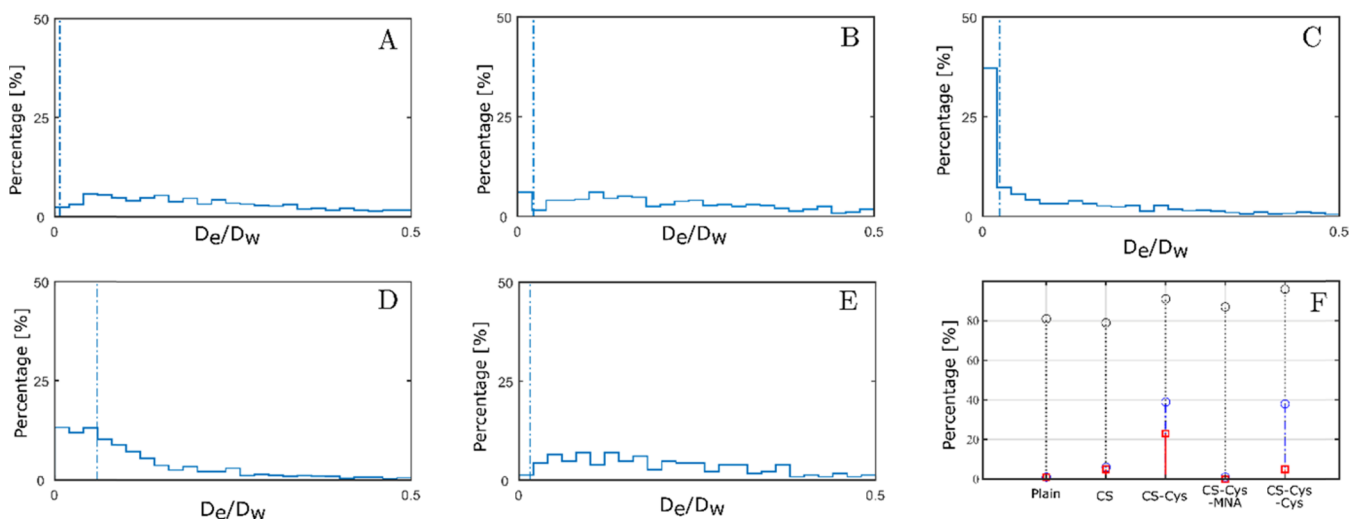 50
A
Percentage [%]
25
0
0
0.5
De/Dw
50
B
Percentage [%]
25
0
0
0.5
De/Dw
50
C
Percentage [%]
25
0
0
0.5
De/Dw
50
D
Percentage [%]
25
0
0
0.5
De/Dw
50
E
Percentage [%]
25
0
0
0.5
De/Dw
F
Percentage [%]
80
60
40
20
0
Plain
CS
CS-Cys
CS-Cys
-MNA
CS-Cys
-Cys